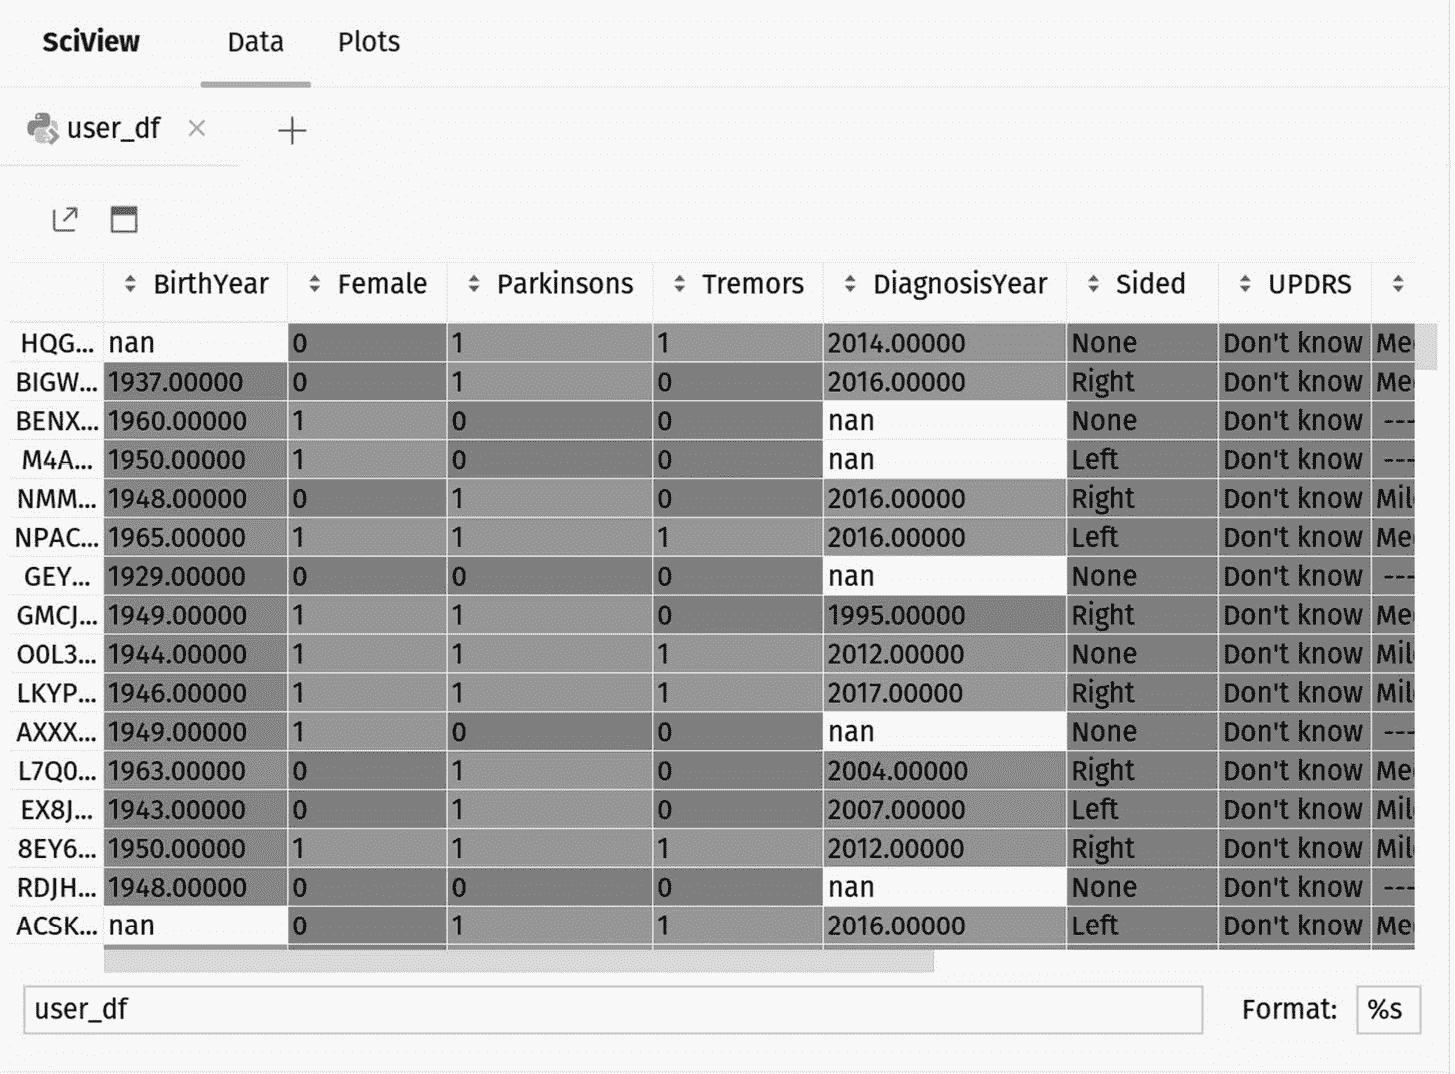 SciView Data Plots
user_df
BirthYear Female Parkinsons Tremors DiagnosisYear Sided UPDRS
HQG... nan 0 1 1 2014.00000 None Don't know Me
BIGW... 1937.00000 0 1 0 2016.00000 Right Don't know Me
BENX... 1960.00000 1 0 0 nan None Don't know ---
M4A... 1950.00000 1 0 0 nan Left Don't know ---
NMM... 1948.00000 0 1 0 2016.00000 Right Don't know Mil
NPAC... 1965.00000 1 1 1 2016.00000 Left Don't know Me
GEY... 1929.00000 0 0 0 nan None Don't know ---
GMCJ... 1949.00000 1 1 0 1995.00000 Right Don't know Me
O0L3... 1944.00000 1 1 1 2012.00000 None Don't know Mil
LKYP... 1946.00000 1 1 1 2017.00000 Right Don't know Mil
AXXX... 1949.00000 1 0 0 nan None Don't know ---
L7Q0... 1963.00000 0 1 0 2004.00000 Right Don't know Me
EX8J... 1943.00000 0 1 0 2007.00000 Left Don't know Mil
8EY6... 1950.00000 1 1 1 2012.00000 Right Don't know Mil
RDJH... 1948.00000 0 0 0 nan None Don't know ---
ACSK... nan 0 1 1 2016.00000 Left Don't know Me
user_df Format: %s